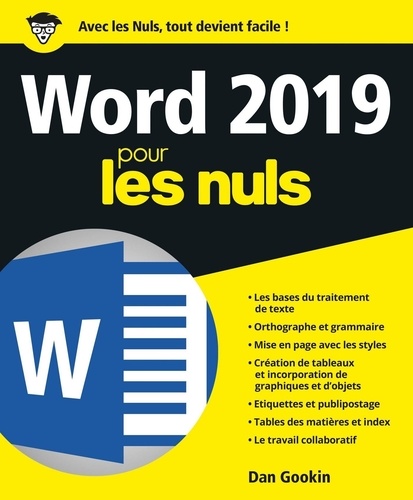 Avec les Nuls, tout devient facile !
Word 2019
pour
les nuls
W
• Les bases du traitement
de texte
• Orthographe et grammaire
• Mise en page avec les styles
• Création de tableaux
et incorporation de
graphiques et d'objets
• Etiquettes et publipostage
• Tables des matières et index
• Le travail collaboratif
Dan Gookin